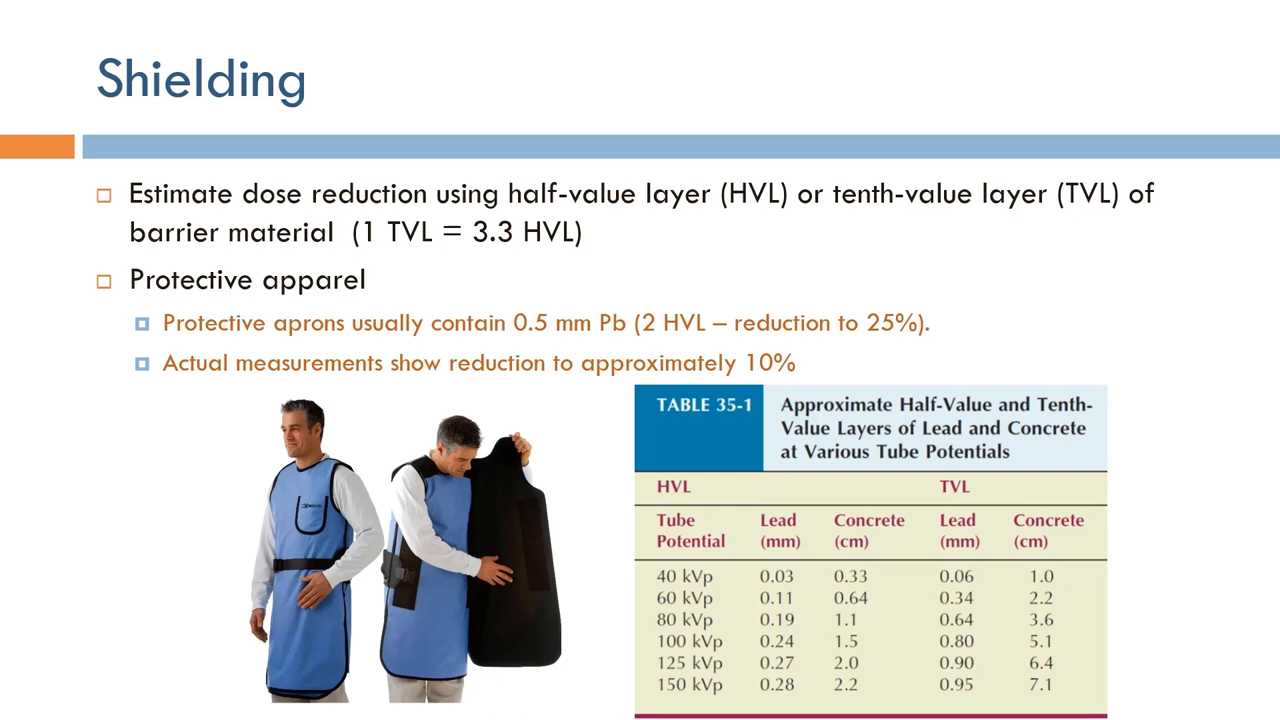 Shielding
Estimate dose reduction using half-value layer (HVL) or tenth-value layer (TVL) of
barrier material (1 TVL = 3.3 HVL)
Protective apparel
Protective aprons usually contain 0.5 mm Pb (2 HVL – reduction to 25%).
Actual measurements show reduction to approximately 10%
TABLE 35-1 Approximate Half-Value and Tenth-
Value Layers of Lead and Concrete
at Various Tube Potentials
HVL TVL
Tube Lead Concrete Lead Concrete
Potential (mm) (cm) (mm) (cm)
40 kVp 0.03 0.33 0.06 1.0
60 kVp 0.11 0.64 0.34 2.2
80 kVp 0.19 1.1 0.64 3.6
100 kVp 0.24 1.5 0.80 5.1
125 kVp 0.27 2.0 0.90 6.4
150 kVp 0.28 2.2 0.95 7.1